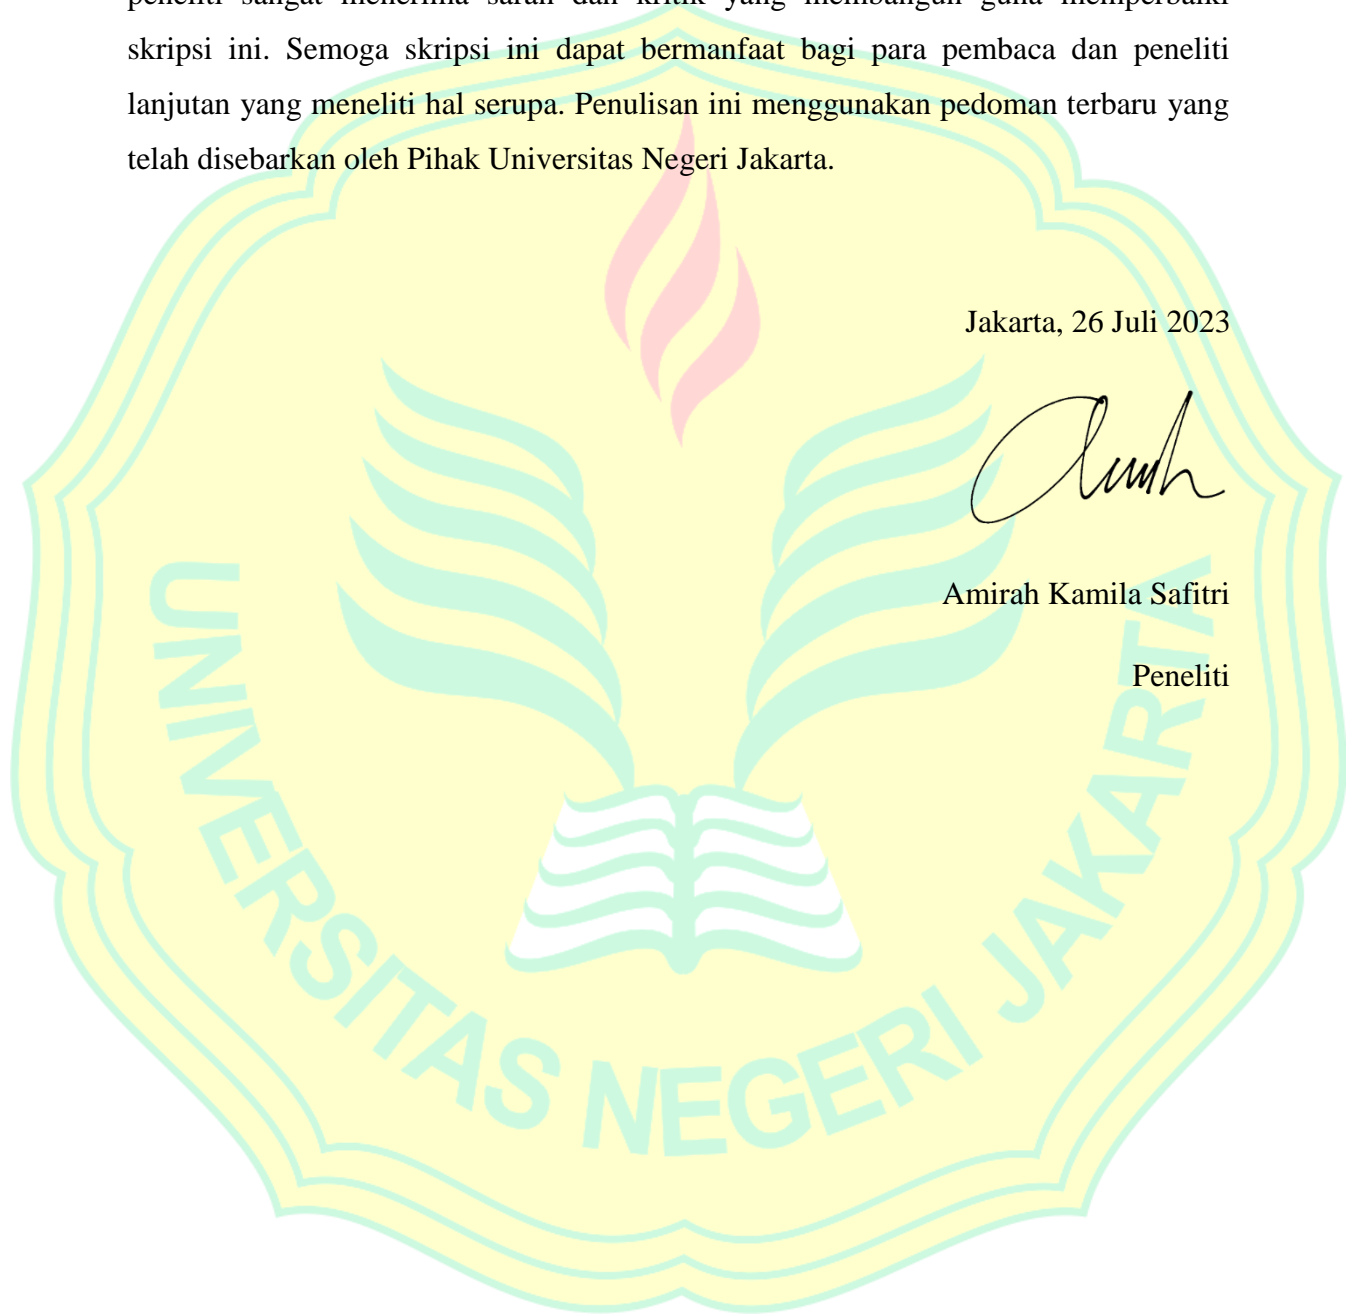 peneliti sangat menerima saran dan kritik yang membangun guna memperbaiki
skripsi ini. Semoga skripsi ini dapat bermanfaat bagi para pembaca dan peneliti
lanjutan yang meneliti hal serupa. Penulisan ini menggunakan pedoman terbaru yang
telah disebarkan oleh Pihak Universitas Negeri Jakarta.
Jakarta, 26 Juli 2023
Amirah Kamila Safitri
Peneliti
UNIVERSITAS NEGERI JAKARTA